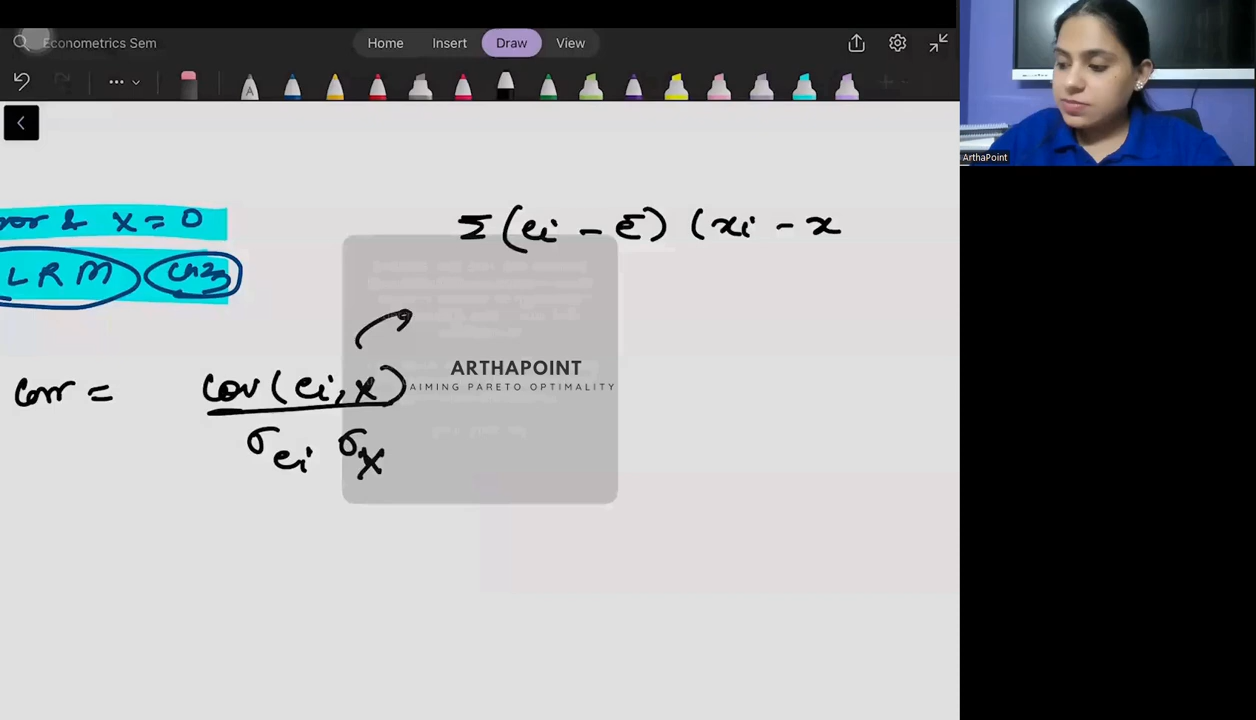 Econometrics Sem
Home Insert Draw View
A
ArthaPoint
& X = 0
Σ(ei - ē) (xi - x
LRM Ch3
ARTHAPOINT
AIMING PARETO OPTIMALITY
Corr = cov(ei, x)
σei σx